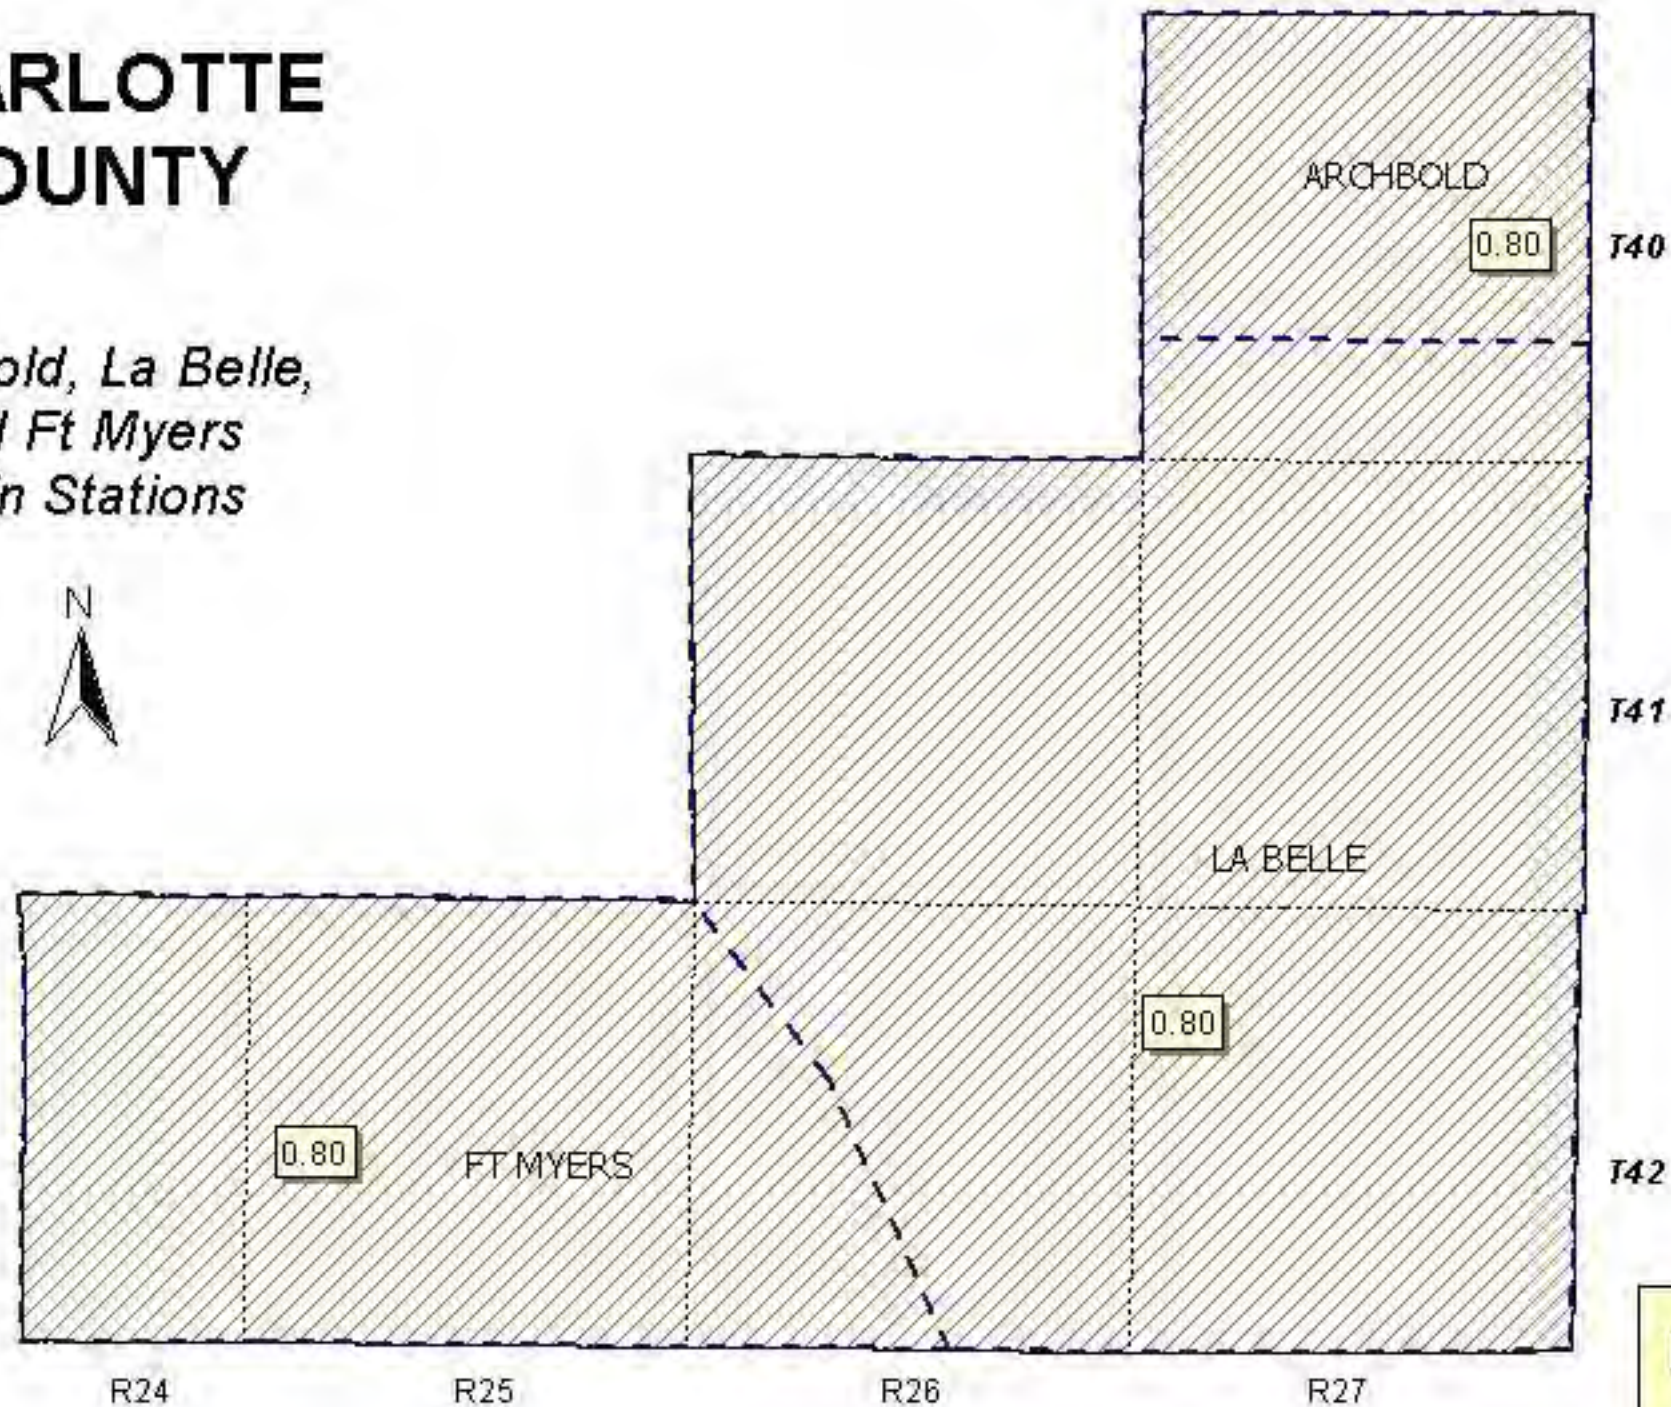 ARLOTTE
OUNTY
old, La Belle,
Ft Myers
n Stations
N
ARCHBOLD
0.80
T40
T41
LA BELLE
0.80
0.80
FT MYERS
T42
R24
R25
R26
R27